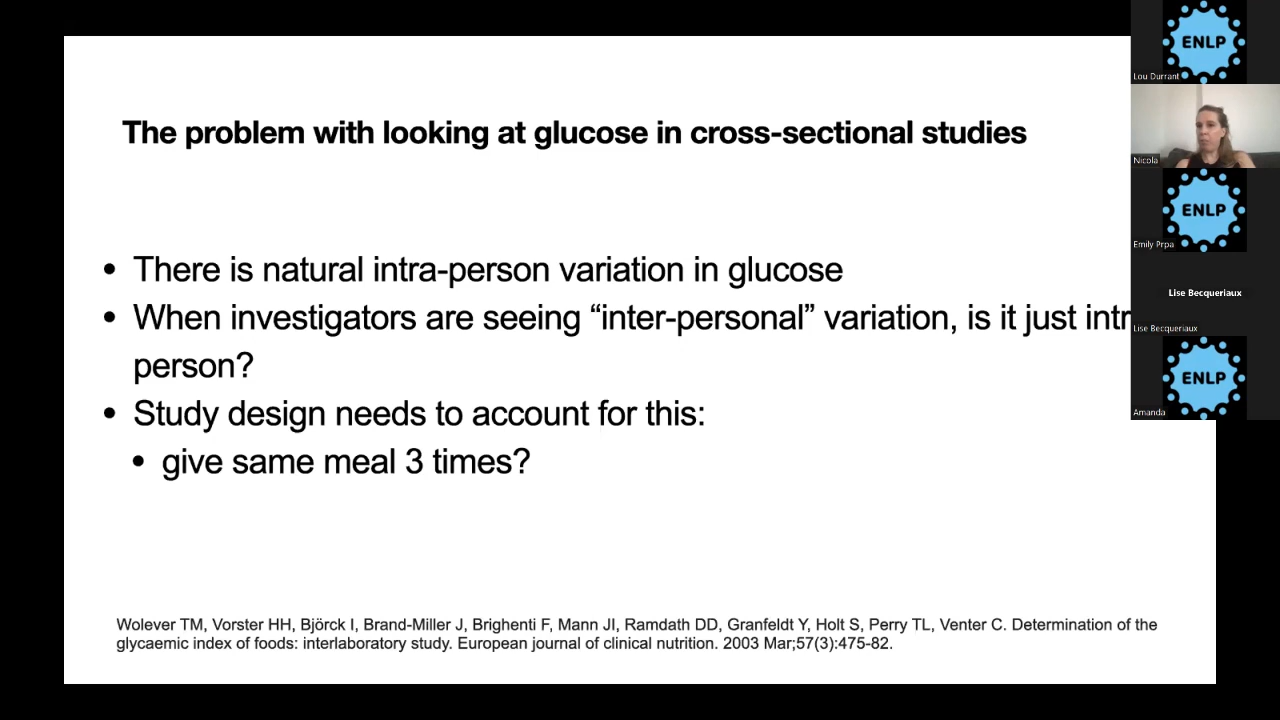 The problem with looking at glucose in cross-sectional studies
• There is natural intra-person variation in glucose
• When investigators are seeing “inter-personal” variation, is it just intr
person?
• Study design needs to account for this:
• give same meal 3 times?
Wolever TM, Vorster HH, Björck I, Brand-Miller J, Brighenti F, Mann JI, Ramdath DD, Granfeldt Y, Holt S, Perry TL, Venter C. Determination of the
glycaemic index of foods: interlaboratory study. European journal of clinical nutrition. 2003 Mar;57(3):475-82.
ENLP
Lou Durrant
Nicola
ENLP
Emily Prpa
Lise Becqueriaux
Lise Becqueriaux
ENLP
Amanda